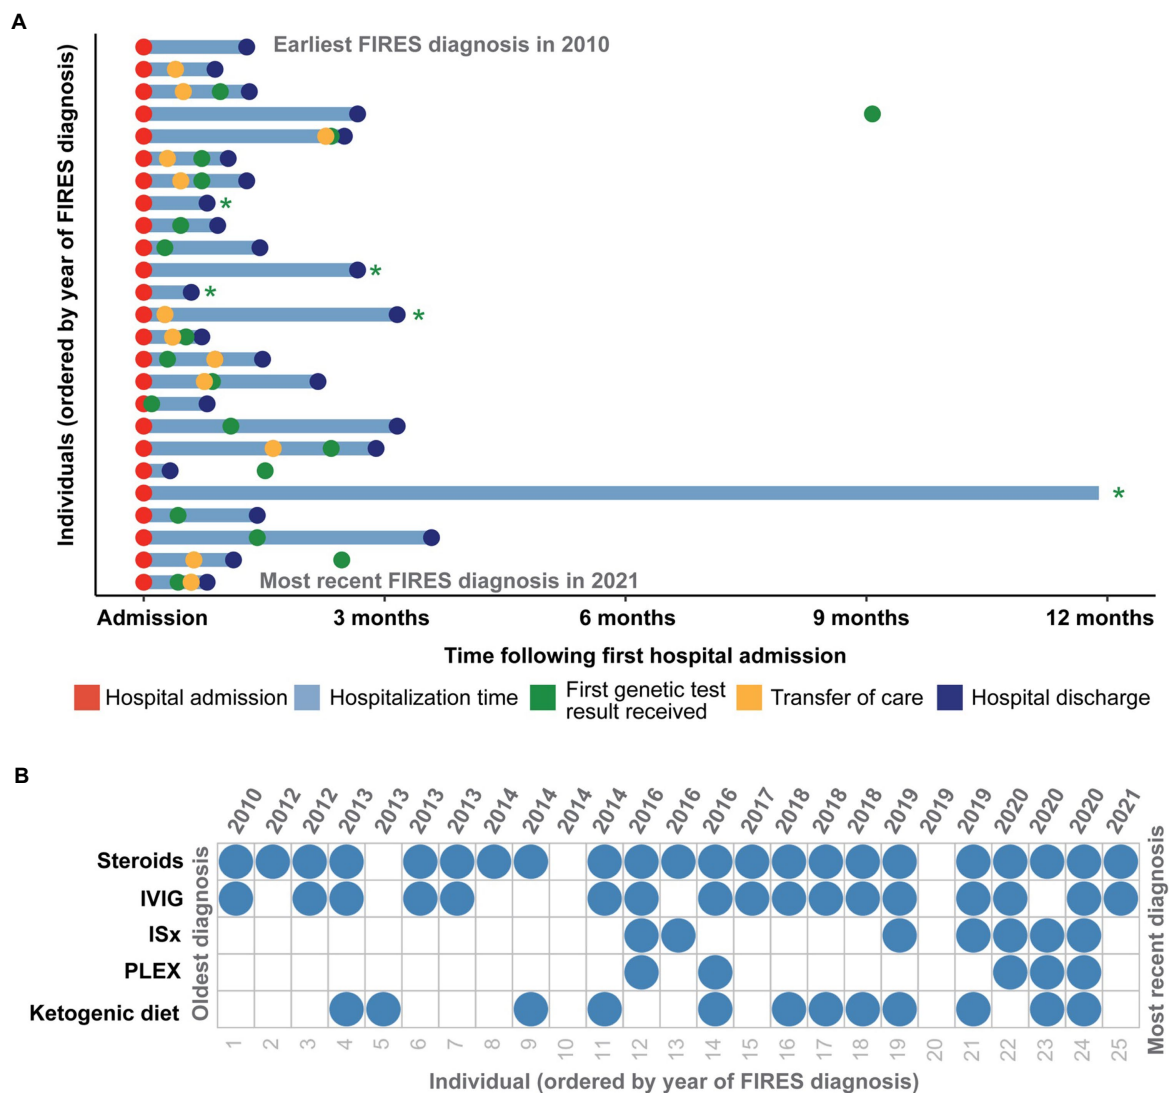 A
Individuals (ordered by year of FIRES diagnosis)
Earliest FIRES diagnosis in 2010
*
*
*
*
*
Most recent FIRES diagnosis in 2021
Admission 3 months 6 months 9 months 12 months
Time following first hospital admission
Hospital admission Hospitalization time First genetic test result received Transfer of care Hospital discharge
B
2010 2012 2012 2013 2013 2013 2013 2014 2014 2014 2014 2016 2016 2016 2017 2018 2018 2018 2019 2019 2019 2020 2020 2020 2021
Steroids
IVIG
ISx
PLEX
Ketogenic diet
Oldest diagnosis
Most recent diagnosis
1 2 3 4 5 6 7 8 9 10 11 12 13 14 15 16 17 18 19 20 21 22 23 24 25
Individual (ordered by year of FIRES diagnosis)